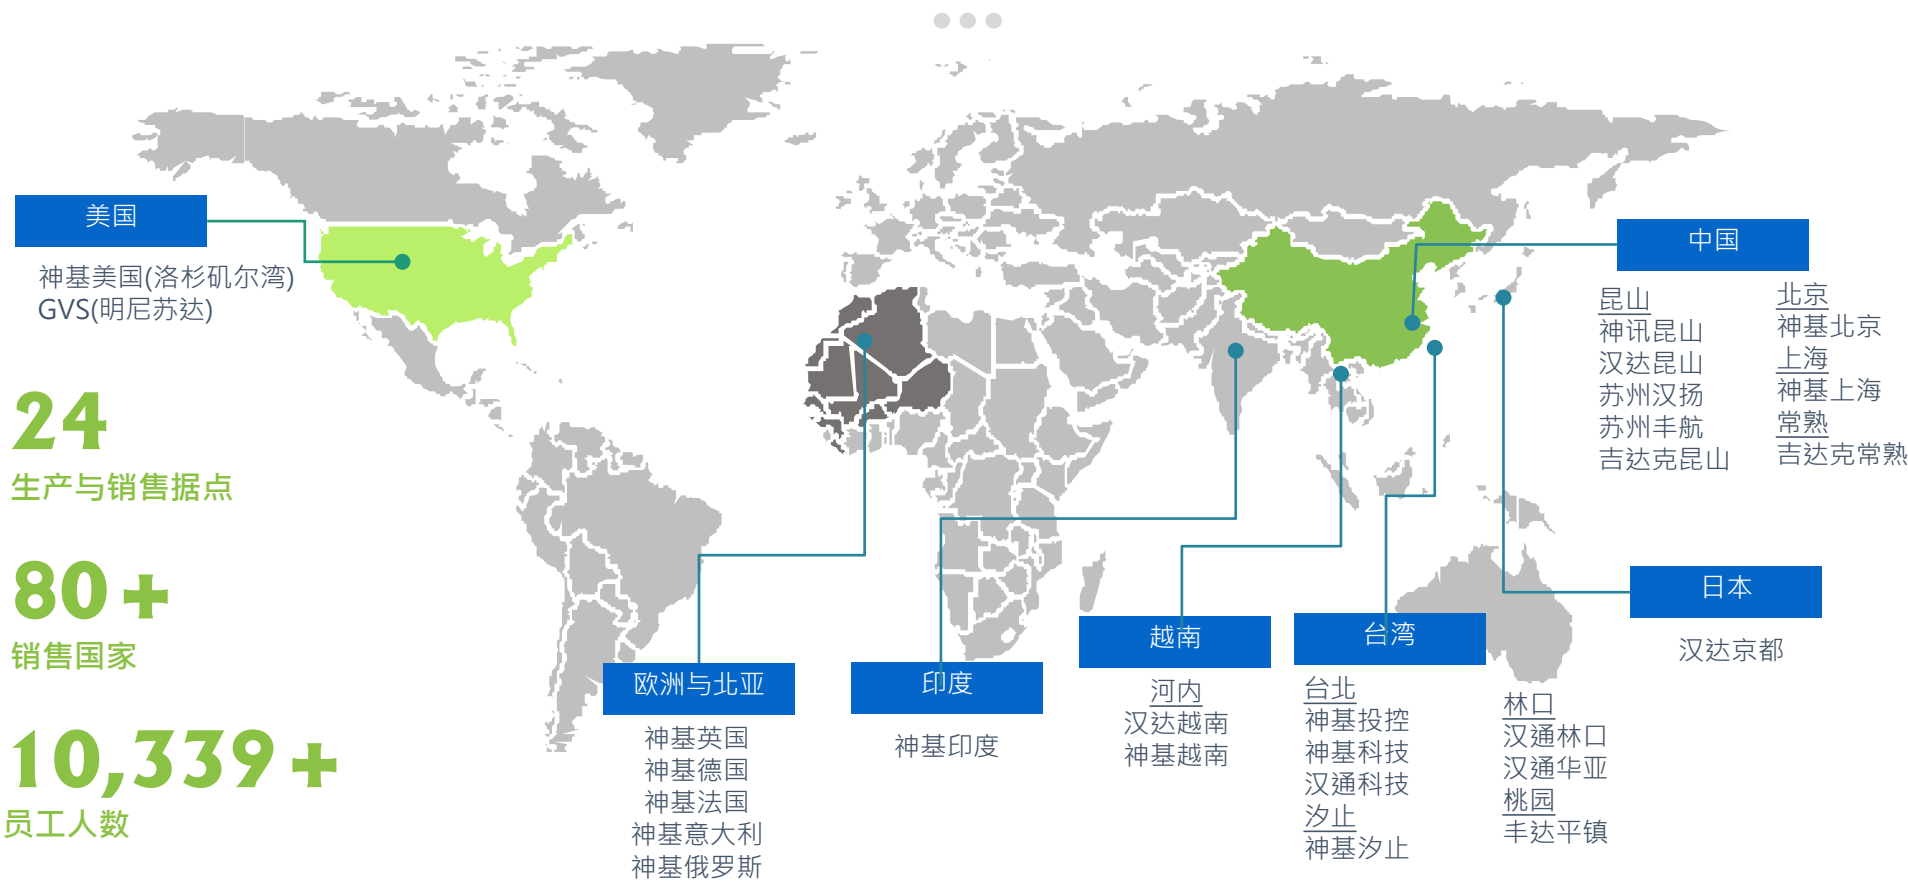 美国
神基美国(洛杉矶尔湾)
GVS(明尼苏达)
24
生产与销售据点
80+
销售国家
10,339+
员工人数
欧洲与北亚
神基英国
神基德国
神基法国
神基意大利
神基俄罗斯
印度
神基印度
越南
河内
汉达越南
神基越南
台湾
台北
神基投控
神基科技
汉通科技
汐止
神基汐止
林口
汉通林口
汉通华亚
桃园
丰达平镇
中国
昆山
神讯昆山
汉达昆山
苏州汉扬
苏州丰航
吉达克昆山
北京
神基北京
上海
神基上海
常熟
吉达克常熟
日本
汉达京都